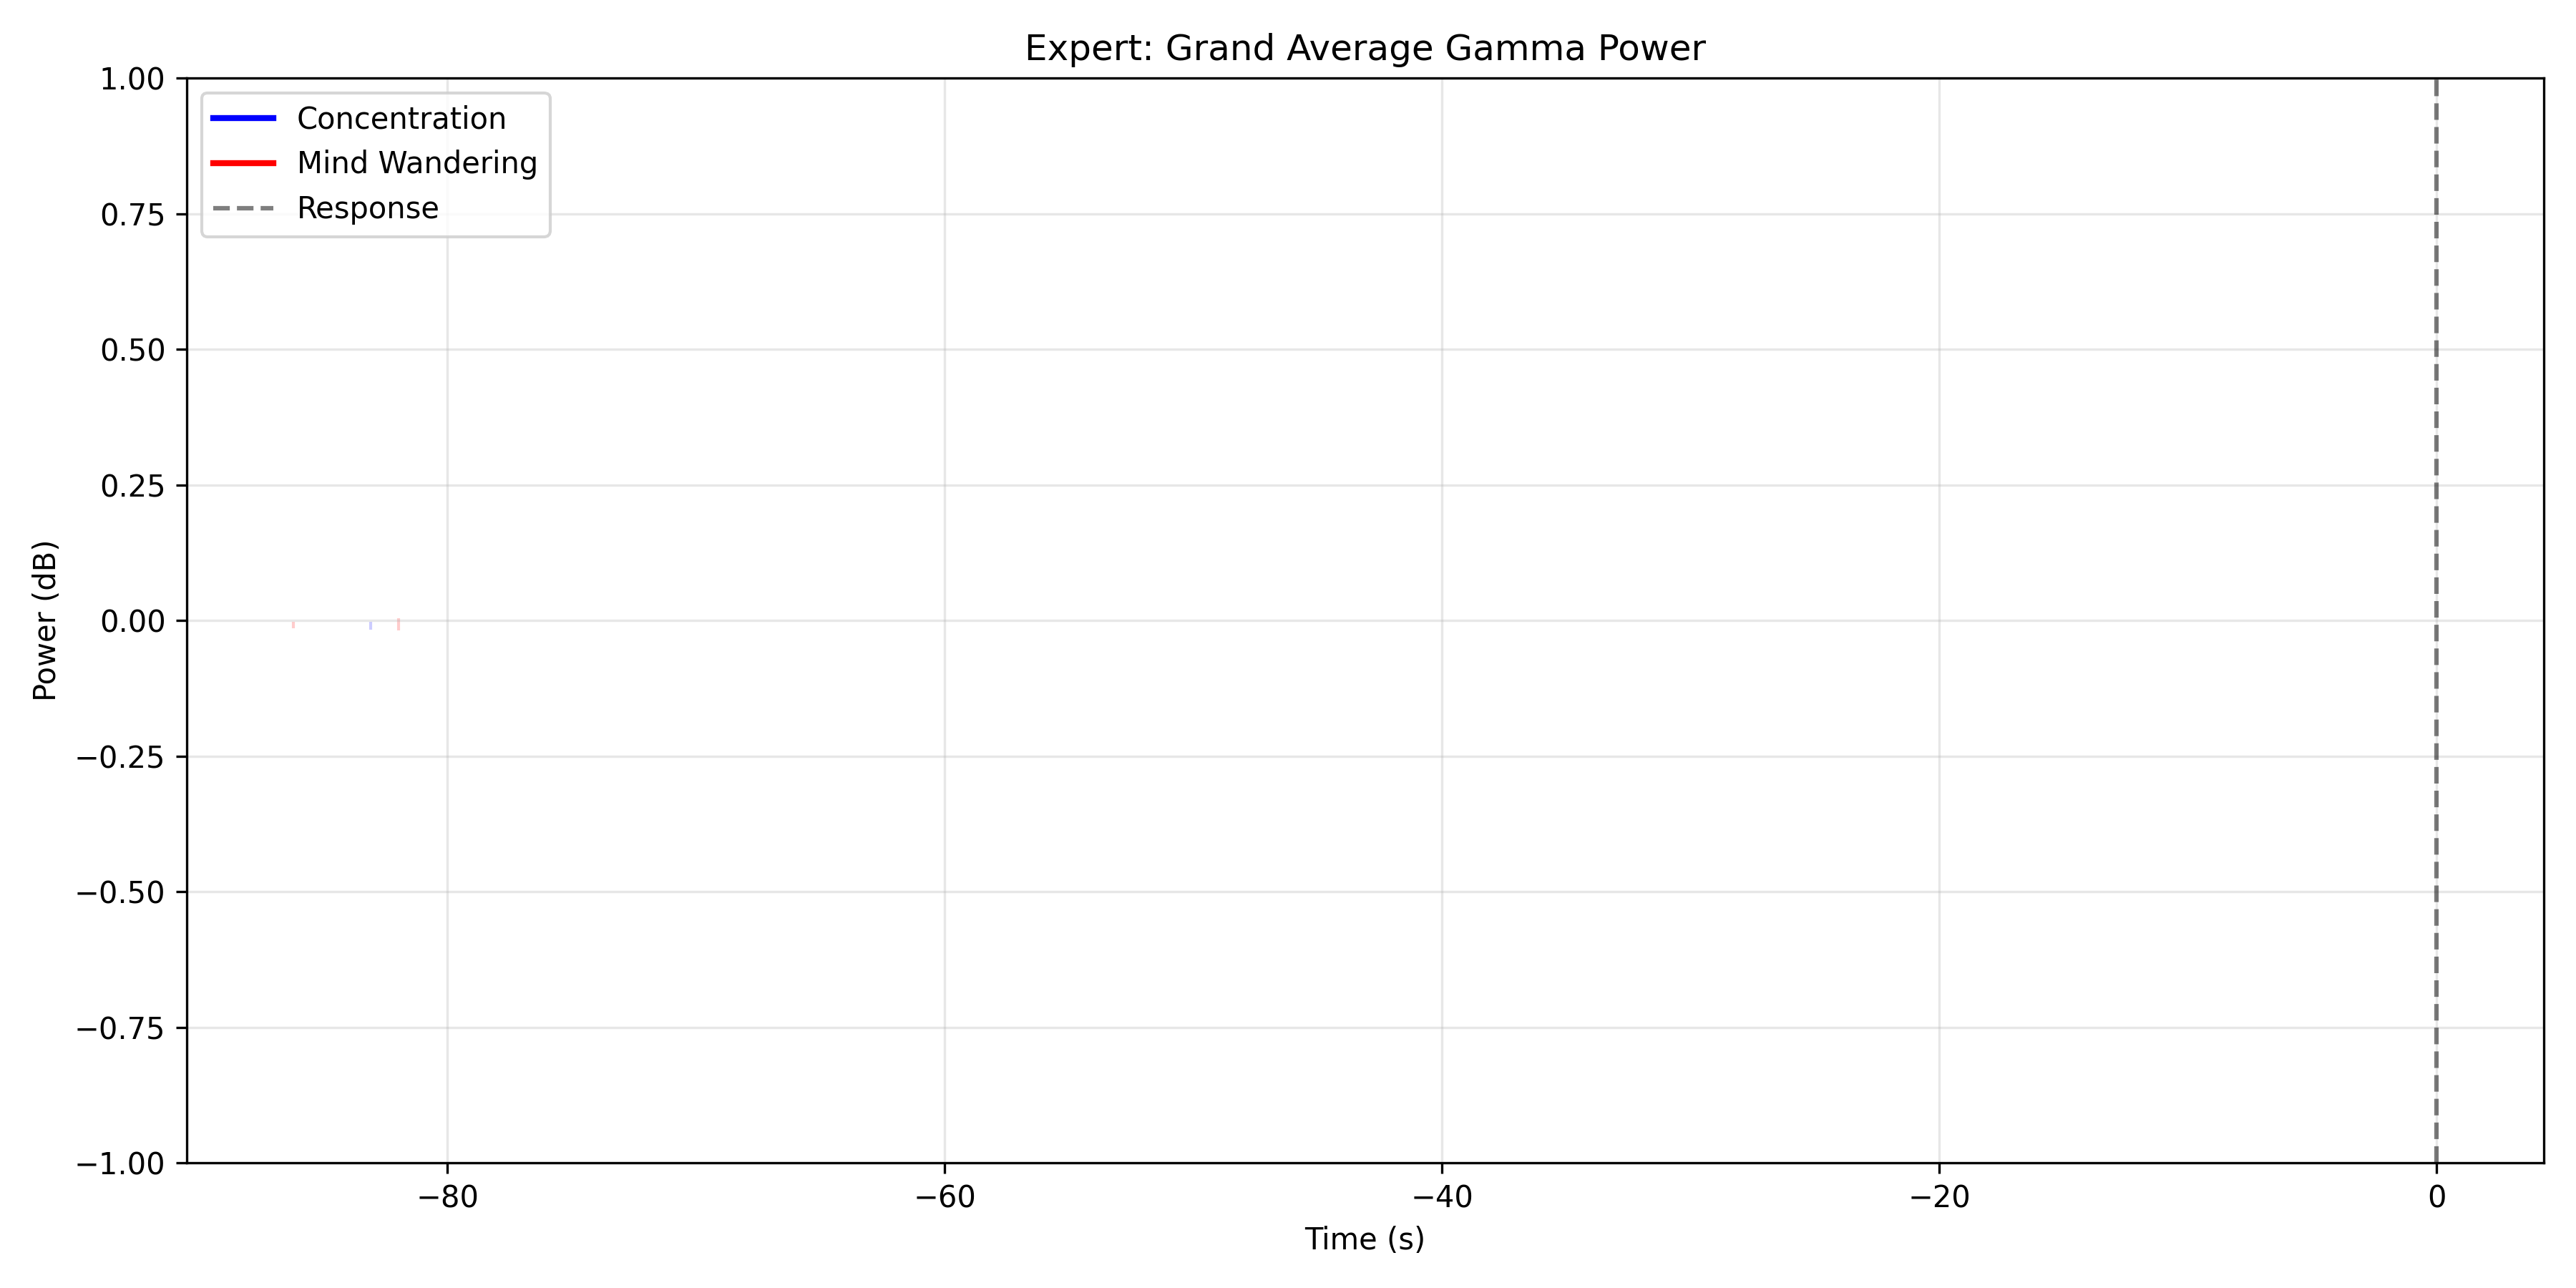 Expert: Grand Average Gamma Power
Concentration
Mind Wandering
Response
1.00
0.75
0.50
0.25
0.00
−0.25
−0.50
−0.75
−1.00
Power (dB)
−80
−60
−40
−20
0
Time (s)